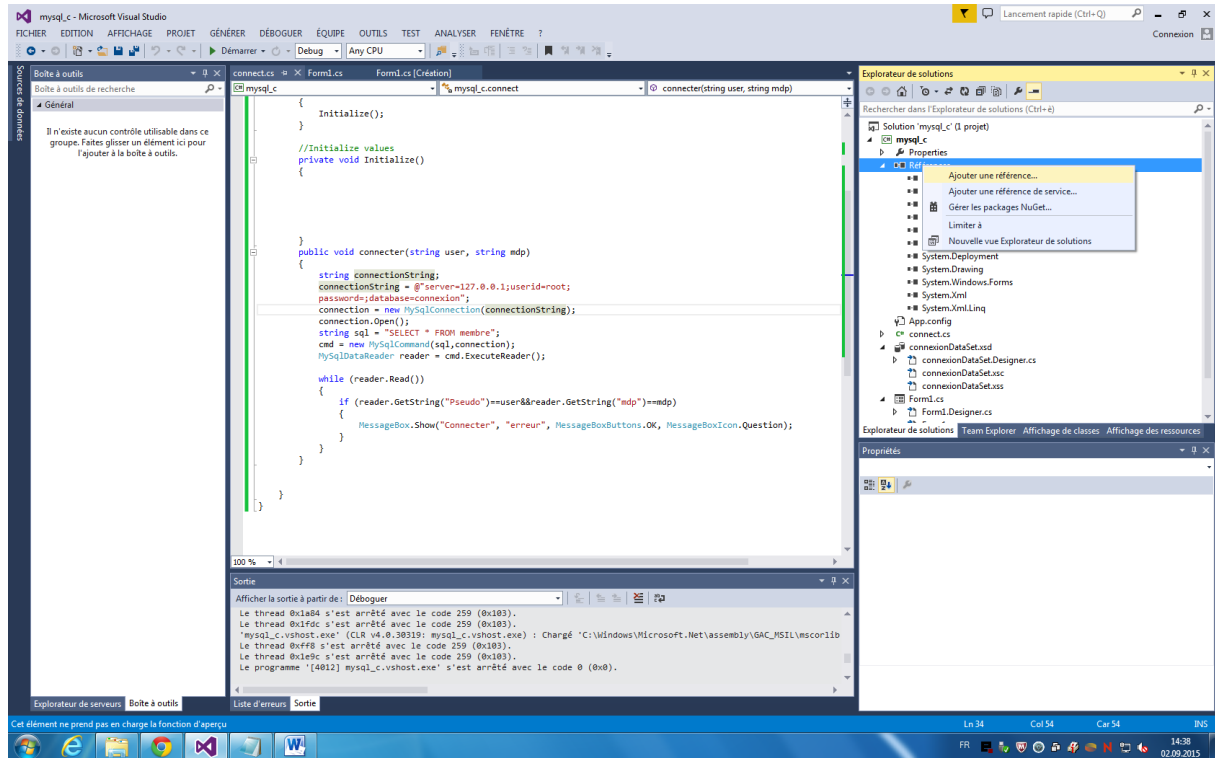 mysql_c - Microsoft Visual Studio
Lancement rapide (Ctrl+Q)
FICHIER EDITION AFFICHAGE PROJET GÉNÉRER DÉBOGUER ÉQUIPE OUTILS TEST ANALYSER FENÊTRE ?
Connexion
Démarrer
Debug
Any CPU
Sources de données
Boîte à outils
Boîte à outils de recherche
Général
Il n'existe aucun contrôle utilisable dans ce
groupe. Faites glisser un élément ici pour
l'ajouter à la boîte à outils.
Explorateur de serveurs Boîte à outils
connect.cs Form1.cs Form1.cs [Création]
mysql_c mysql_c.connect connecter(string user, string mdp)
{
Initialize();
}
//Initialize values
private void Initialize()
{
}
public void connecter(string user, string mdp)
{
string connectionString;
connectionString = @"server=127.0.0.1;userid=root;
password=;database=connexion";
connection = new MySqlConnection(connectionString);
connection.Open();
string sql = "SELECT * FROM membre";
cmd = new MySqlCommand(sql,connection);
MySqlDataReader reader = cmd.ExecuteReader();
while (reader.Read())
{
if (reader.GetString("Pseudo")==user&&reader.GetString("mdp")==mdp)
{
MessageBox.Show("Connecter", "erreur", MessageBoxButtons.OK, MessageBoxIcon.Question);
}
}
}
}
}
100 %
Sortie
Afficher la sortie à partir de : Déboguer
Le thread 0x1a84 s'est arrêté avec le code 259 (0x103).
Le thread 0x1fdc s'est arrêté avec le code 259 (0x103).
'mysql_c.vshost.exe' (CLR v4.0.30319: mysql_c.vshost.exe) : Chargé 'C:\Windows\Microsoft.Net\assembly\GAC_MSIL\mscorlib
Le thread 0xff8 s'est arrêté avec le code 259 (0x103).
Le thread 0x1e9c s'est arrêté avec le code 259 (0x103).
Le programme '[4012] mysql_c.vshost.exe' s'est arrêté avec le code 0 (0x0).
Liste d'erreurs Sortie
Explorateur de solutions
Rechercher dans l'Explorateur de solutions (Ctrl+é)
Solution 'mysql_c' (1 projet)
mysql_c
Properties
Ajouter une référence...
Ajouter une référence de service...
Gérer les packages NuGet...
Limiter à
Nouvelle vue Explorateur de solutions
System.Deployment
System.Drawing
System.Windows.Forms
System.Xml
System.Xml.Linq
App.config
connect.cs
connexionDataSet.xsd
connexionDataSet.Designer.cs
connexionDataSet.xsc
connexionDataSet.xss
Form1.cs
Form1.Designer.cs
Explorateur de solutions Team Explorer Affichage de classes Affichage des ressources
Propriétés
Cet élément ne prend pas en charge la fonction d'aperçu
Ln 34 Col 54 Car 54 INS
FR
14:38
02.09.2015